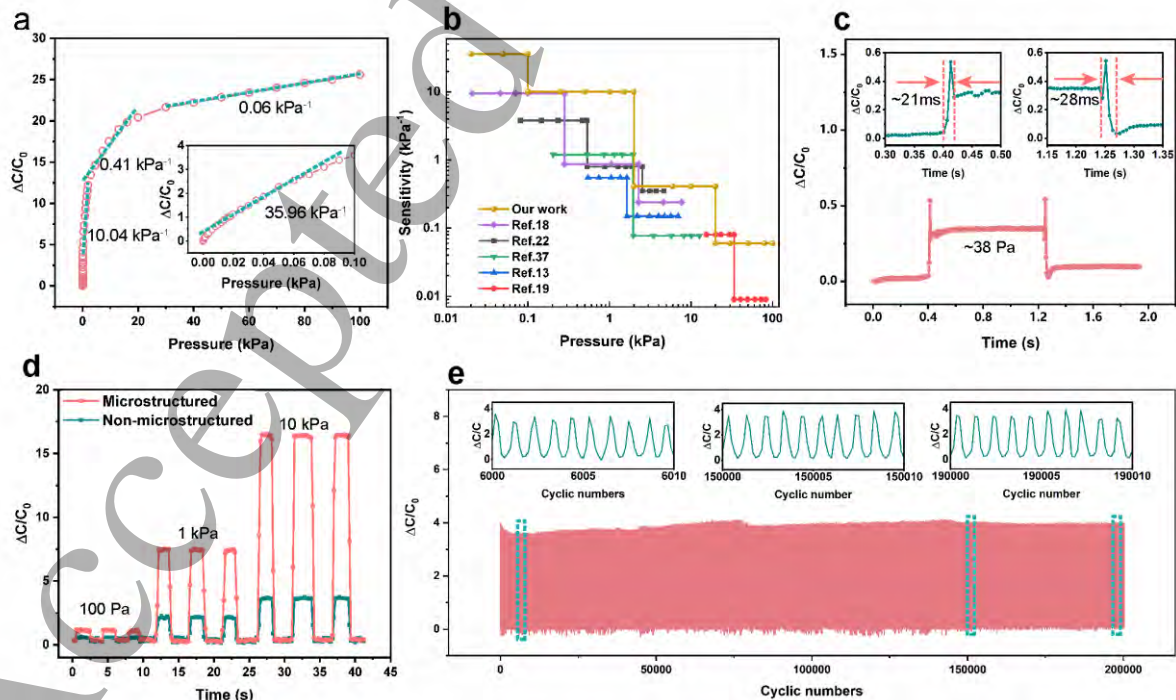 a
ΔC/C₀
30
25
20
15
10
5
0
0.06 kPa⁻¹
0.41 kPa⁻¹
10.04 kPa⁻¹
ΔC/C₀
4
3
2
1
0
35.96 kPa⁻¹
0.00 0.02 0.04 0.06 0.08 0.10
Pressure (kPa)
0 20 40 60 80 100
Pressure (kPa)
b
Sensitivity (kPa⁻¹)
10
1
0.1
0.01
Our work
Ref.18
Ref.22
Ref.37
Ref.13
Ref.19
0.01 0.1 1 10 100
Pressure (kPa)
c
ΔC/C₀
1.5
1.0
0.5
0.0
ΔC/C₀
0.6
0.4
0.2
0.0
~21ms
0.30 0.40 0.50
Time (s)
ΔC/C₀
0.6
0.4
0.2
0.0
~28ms
1.15 1.20 1.25 1.30 1.35
Time (s)
~38 Pa
0.0 0.4 0.8 1.2 1.6 2.0
Time (s)
d
ΔC/C₀
20
15
10
5
0
Microstructured
Non-microstructured
100 Pa
1 kPa
10 kPa
0 5 10 15 20 25 30 35 40 45
Time (s)
e
ΔC/C₀
8
6
4
2
0
ΔC/C
4
2
0
6000 6005 6010
Cyclic numbers
ΔC/C
4
2
0
150000 150005 150010
Cyclic numbers
ΔC/C
4
2
0
190000 190005 190010
Cyclic number
0 50000 100000 150000 200000
Cyclic numbers
Accepted